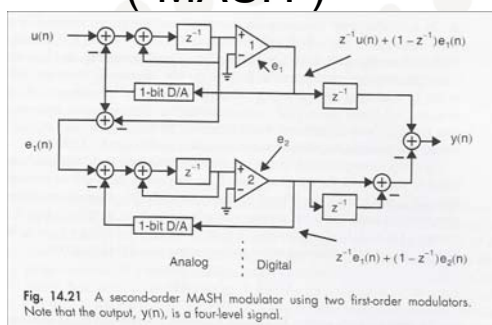 ( MASH )
u(n)
z⁻¹
1
e₁
z⁻¹u(n) + (1 – z⁻¹)e₁(n)
1-bit D/A
z⁻¹
y(n)
e₁(n)
z⁻¹
2
e₂
z⁻¹
1-bit D/A
z⁻¹e₁(n) + (1 – z⁻¹)e₂(n)
Analog
Digital
Fig. 14.21 A second-order MASH modulator using two first-order modulators.
Note that the output, y(n), is a four-level signal.